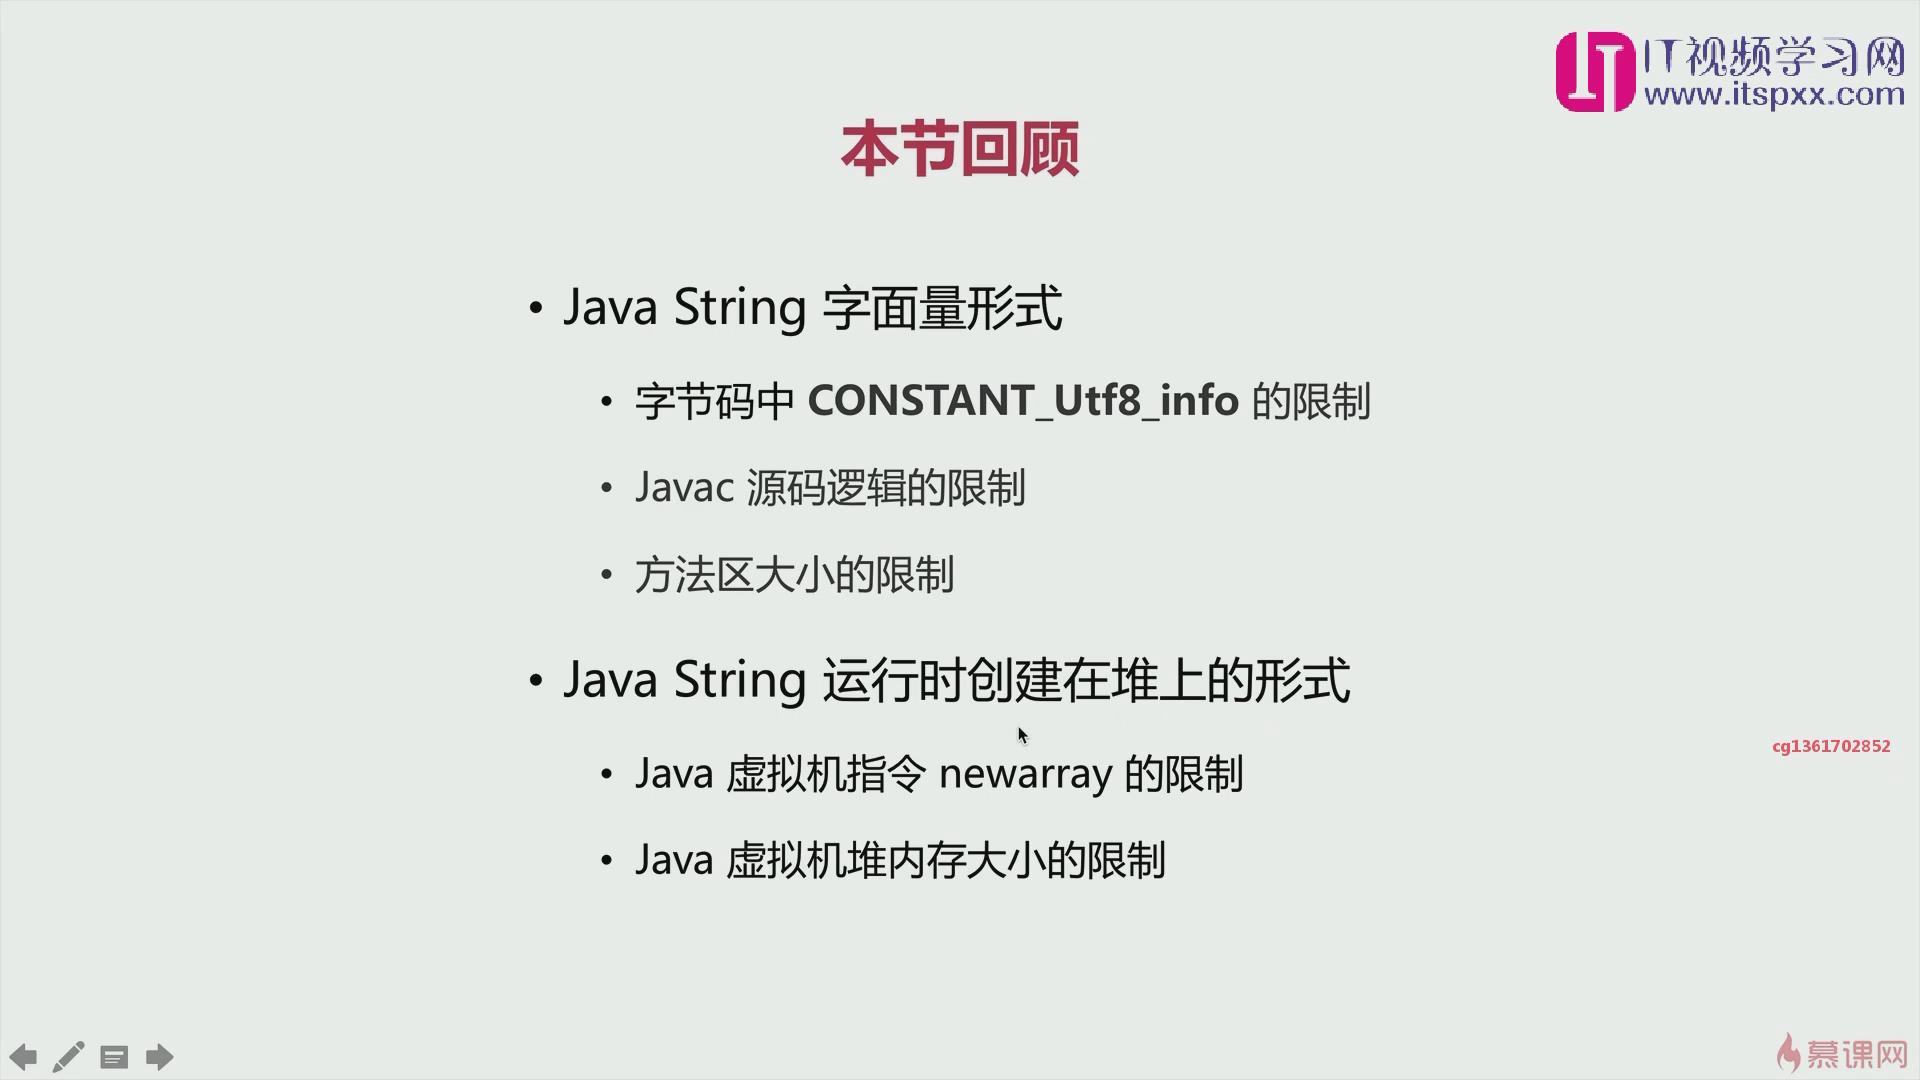 IT视频学习网
www.itspxx.com
本节回顾
• Java String 字面量形式
• 字节码中 CONSTANT_Utf8_info 的限制
• Javac 源码逻辑的限制
• 方法区大小的限制
• Java String 运行时创建在堆上的形式
cg1361702852
• Java 虚拟机指令 newarray 的限制
• Java 虚拟机堆内存大小的限制
慕课网